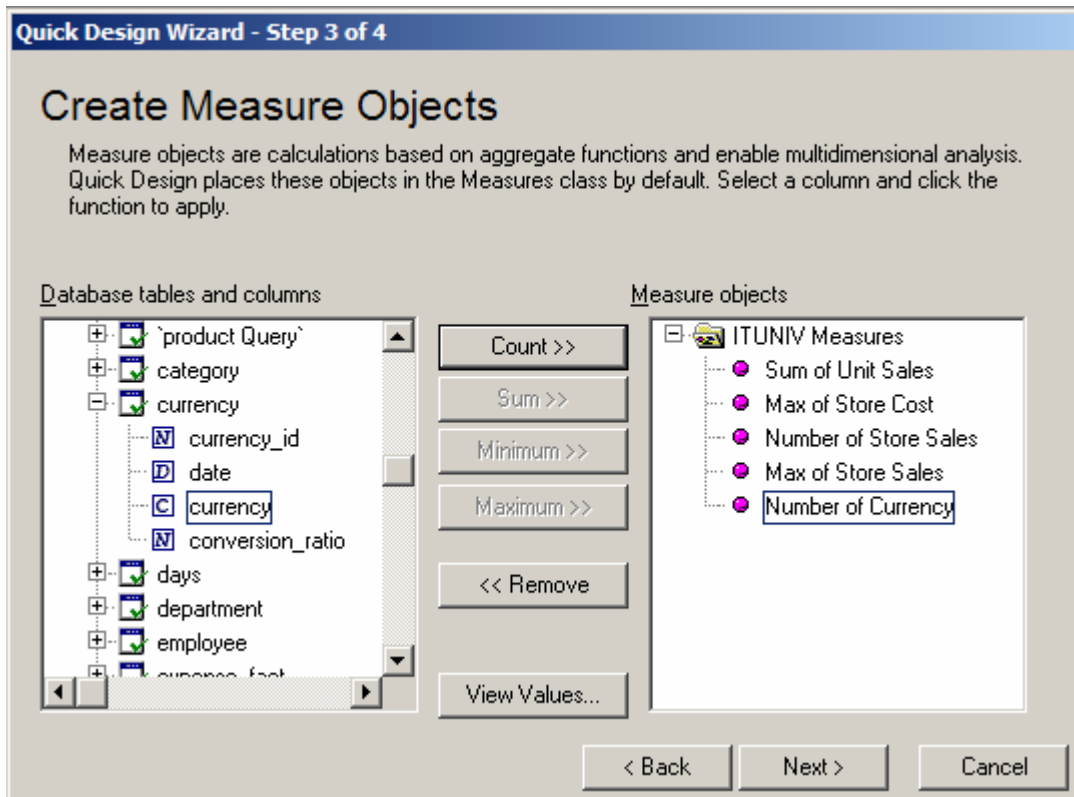 Quick Design Wizard - Step 3 of 4
Create Measure Objects
Measure objects are calculations based on aggregate functions and enable multidimensional analysis.
Quick Design places these objects in the Measures class by default. Select a column and click the
function to apply.
Database tables and columns
`product Query`
category
currency
N currency_id
D date
C currency
N conversion_ratio
days
department
employee
Count >>
Sum >>
Minimum >>
Maximum >>
<< Remove
View Values...
Measure objects
ITUNIV Measures
Sum of Unit Sales
Max of Store Cost
Number of Store Sales
Max of Store Sales
Number of Currency
< Back
Next >
Cancel